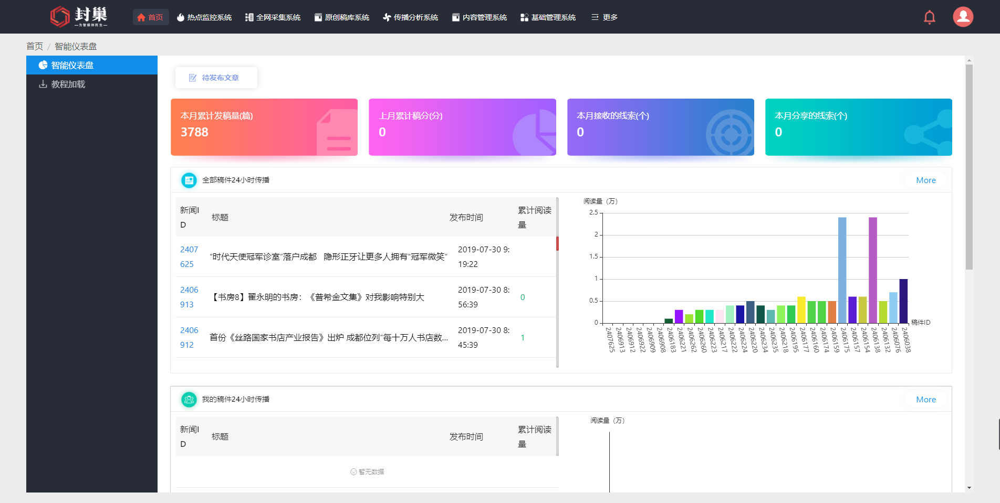 封巢
—为智媒体而生—
首页
热点监控系统
全网采集系统
原创稿库系统
传播分析系统
内容管理系统
基础管理系统
更多
首页 / 智能仪表盘
智能仪表盘
教程加载
待发布文章
本月累计发稿量(篇)
3788
上月累计稿分(分)
0
本月接收的线索(个)
0
本月分享的线索(个)
0
全部稿件24小时传播
More
新闻I
D
标题
发布时间
累计阅读
量
2407
625
“时代天使冠军诊室”落户成都 隐形正牙让更多人拥有“冠军微笑”
2019-07-30 9:
19:22
2406
913
【书房8】翟永明的书房：《普希金文集》对我影响特别大
2019-07-30 8:
56:39
0
2406
912
首份《丝路国家书店产业报告》出炉 成都位列“每十万人书店数...
2019-07-30 8:
45:39
1
阅读量（万）
2.5
2
1.5
1
0.5
0
稿件ID
2407625
2406913
2406912
2406922
2406909
2406908
2406183
2406221
2406262
2406260
2406223
2406217
2406222
2406224
2406220
2406234
2406235
2406218
2406195
2406177
2406160
2406174
2406159
2406175
2406157
2406154
2406138
2406132
2406076
2406038
我的稿件24小时传播
More
新闻I
D
标题
发布时间
累计阅读
量
暂无数据
阅读量（万）